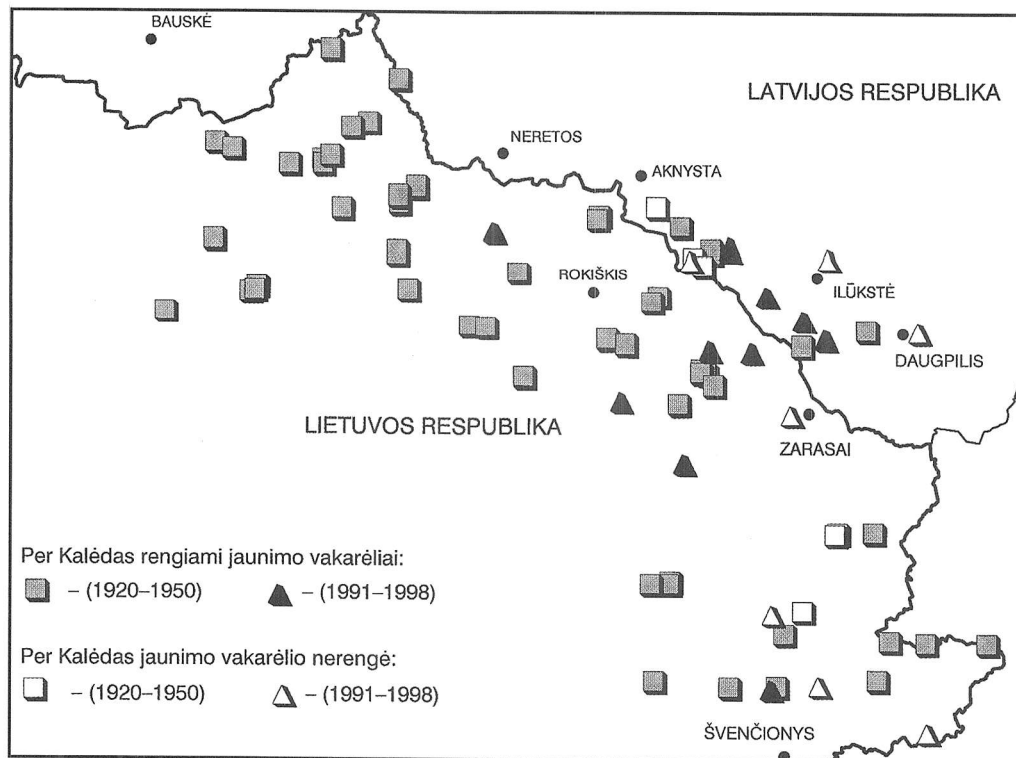 BAUSKĖ
LATVIJOS RESPUBLIKA
NERETOS
AKNYSTA
ROKIŠKIS
ILŪKSTĖ
DAUGPILIS
LIETUVOS RESPUBLIKA
ZARASAI
Per Kalėdas rengiami jaunimo vakarėliai:
– (1920–1950) – (1991–1998)
Per Kalėdas jaunimo vakarėlio nerengė:
– (1920–1950) – (1991–1998)
ŠVENČIONYS